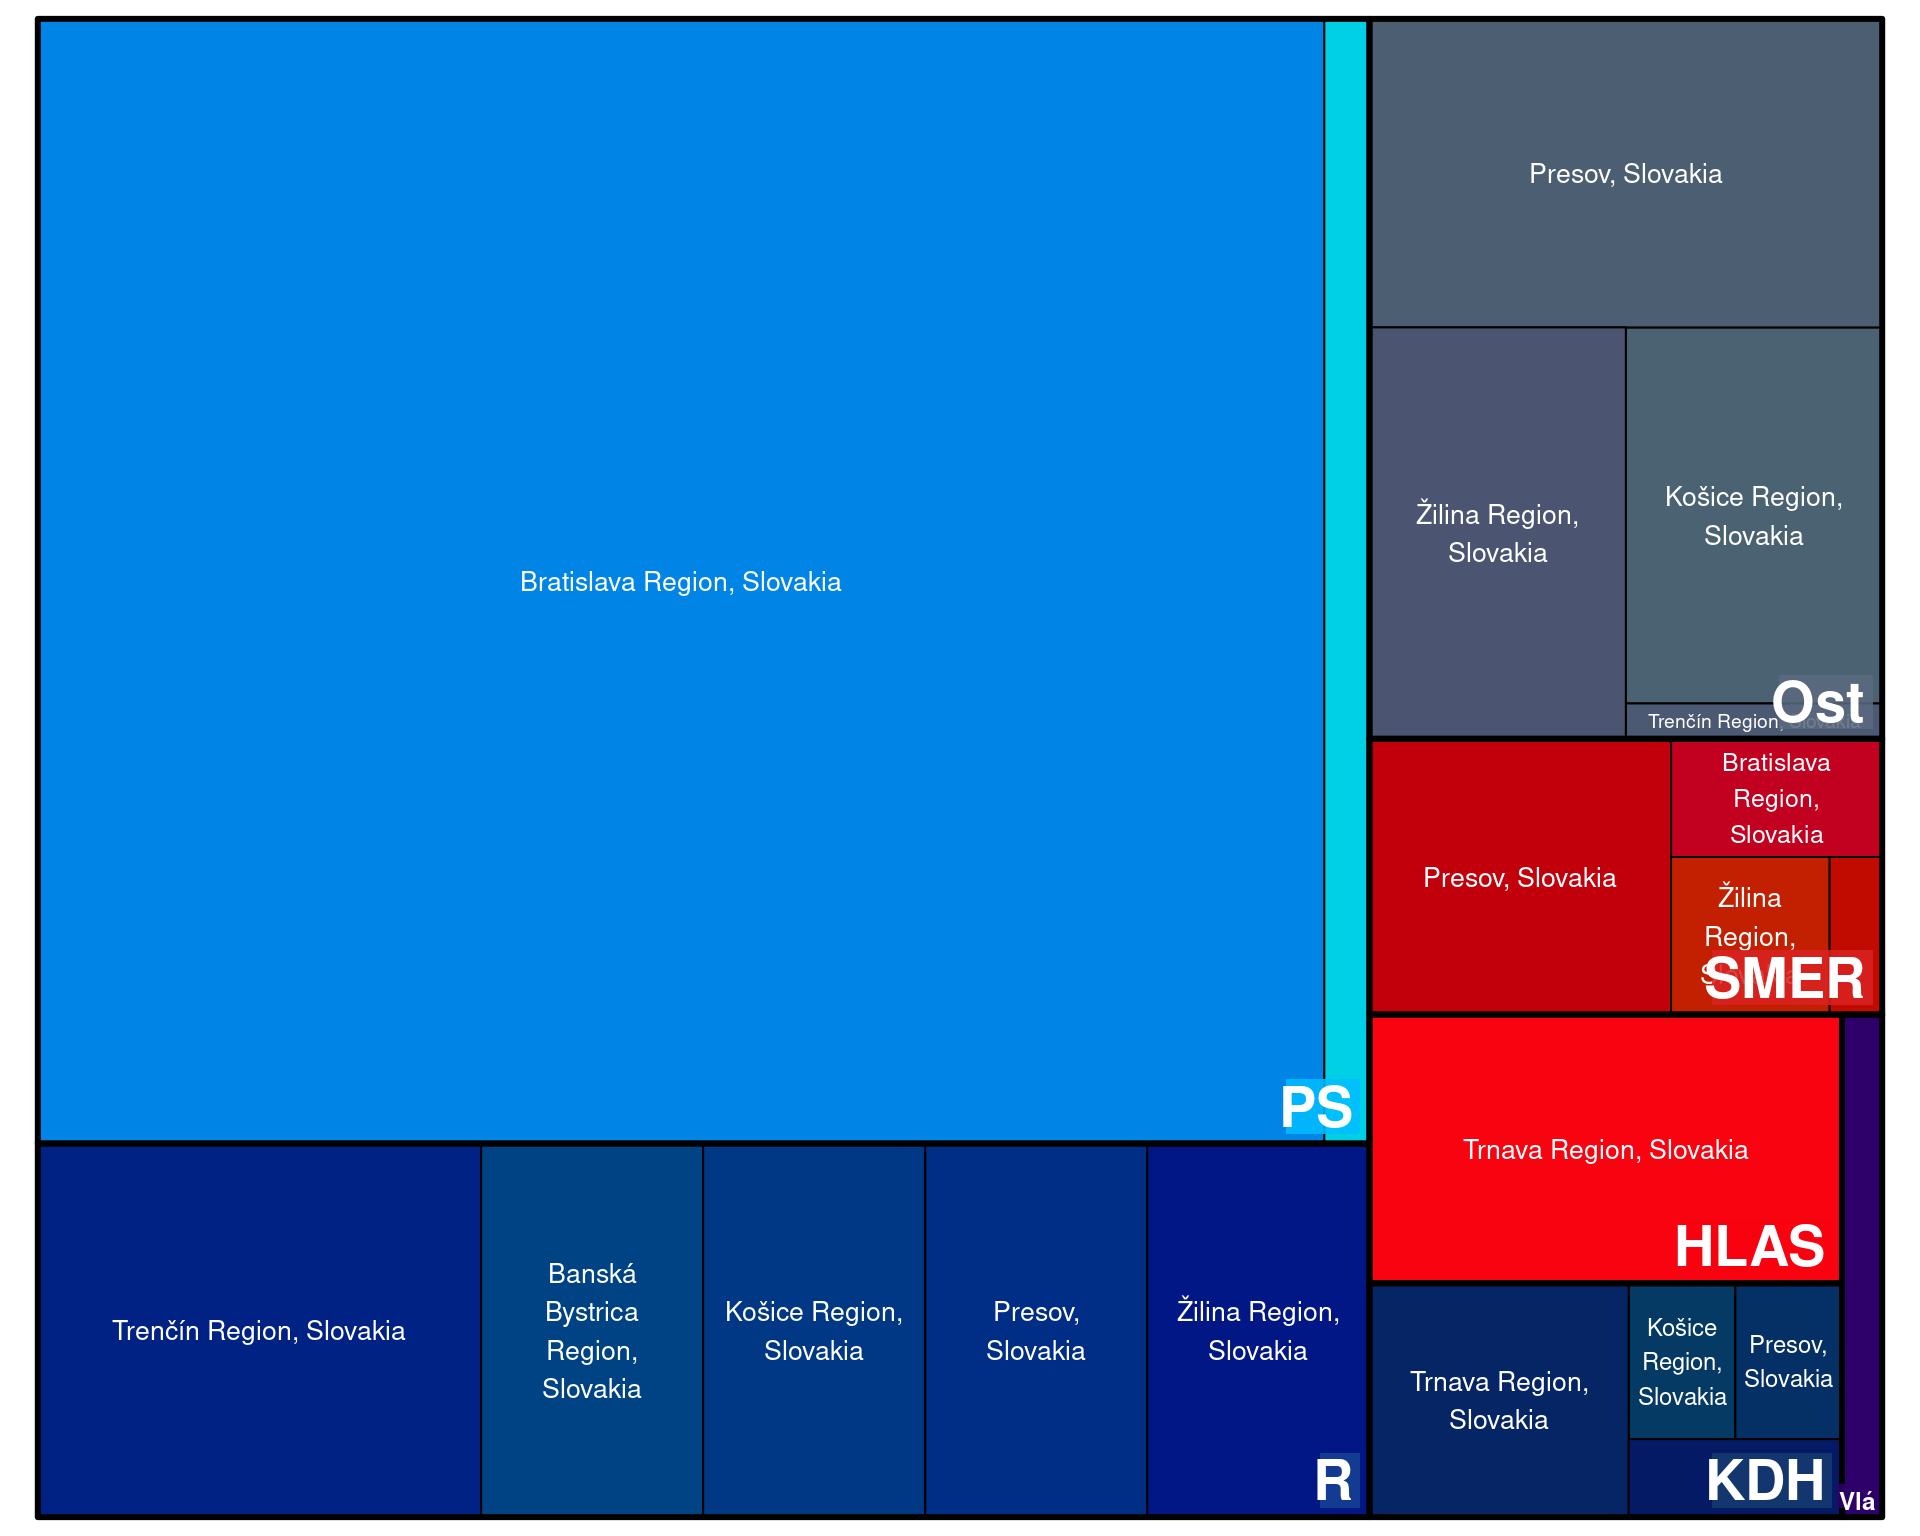 Bratislava Region, Slovakia
PS
Trenčín Region, Slovakia
Banská
Bystrica
Region,
Slovakia
Košice Region,
Slovakia
Presov,
Slovakia
Žilina Region,
Slovakia
R
Presov, Slovakia
Žilina Region,
Slovakia
Košice Region,
Slovakia
Trenčín Region, Slovakia
Ost
Presov, Slovakia
Bratislava
Region,
Slovakia
Žilina
Region,
SMER
Trnava Region, Slovakia
HLAS
Trnava Region,
Slovakia
Košice
Region,
Slovakia
Presov,
Slovakia
KDH
Vlá